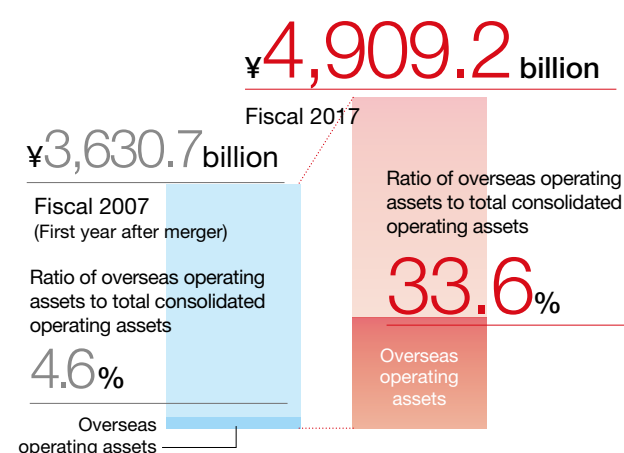 ¥4,909.2 billion
Fiscal 2017
¥3,630.7 billion
Fiscal 2007
(First year after merger)
Ratio of overseas operating
assets to total consolidated
operating assets
4.6%
Overseas
operating assets
Ratio of overseas operating
assets to total consolidated
operating assets
33.6%
Overseas
operating
assets